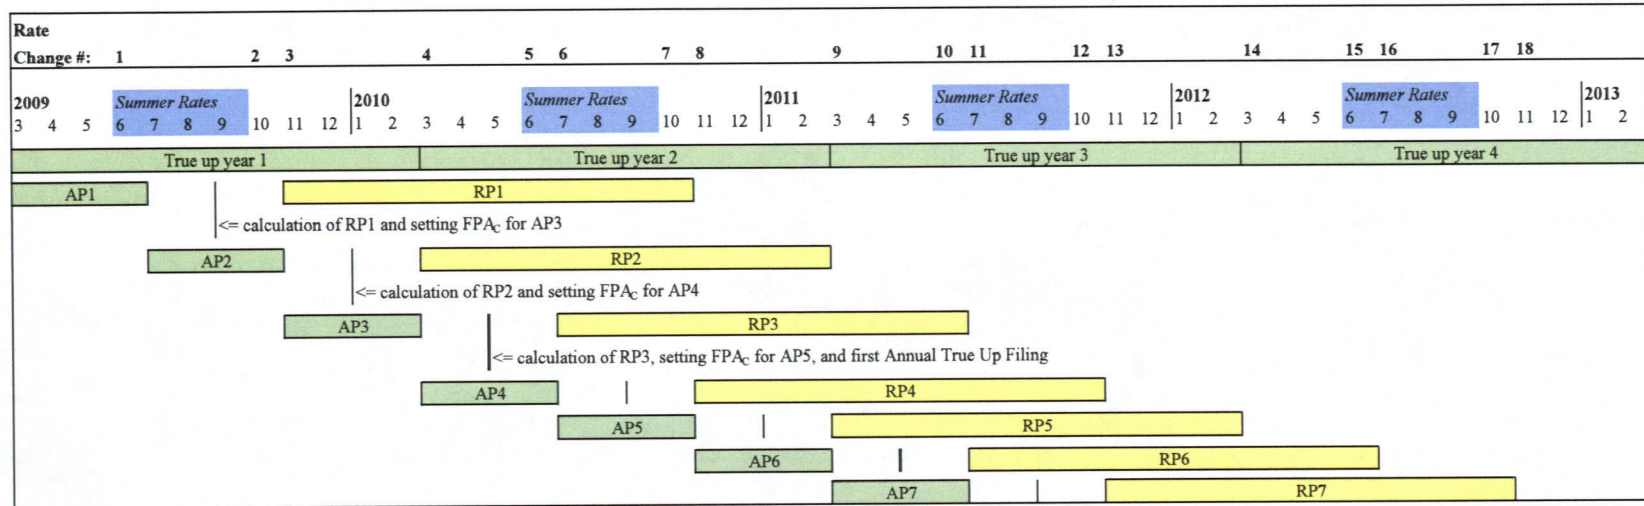 Rate
Change #: 1 2 3 4 5 6 7 8 9 10 11 12 13 14 15 16 17 18
2009 Summer Rates 2010 Summer Rates 2011 Summer Rates 2012 Summer Rates 2013
3 4 5 6 7 8 9 10 11 12 1 2 3 4 5 6 7 8 9 10 11 12 1 2 3 4 5 6 7 8 9 10 11 12 1 2 3 4 5 6 7 8 9 10 11 12 1 2
True up year 1 True up year 2 True up year 3 True up year 4
AP1 RP1
<= calculation of RP1 and setting FPAC for AP3
AP2 RP2
<= calculation of RP2 and setting FPAC for AP4
AP3 RP3
<= calculation of RP3, setting FPAC for AP5, and first Annual True Up Filing
AP4 RP4
AP5 RP5
AP6 RP6
AP7 RP7